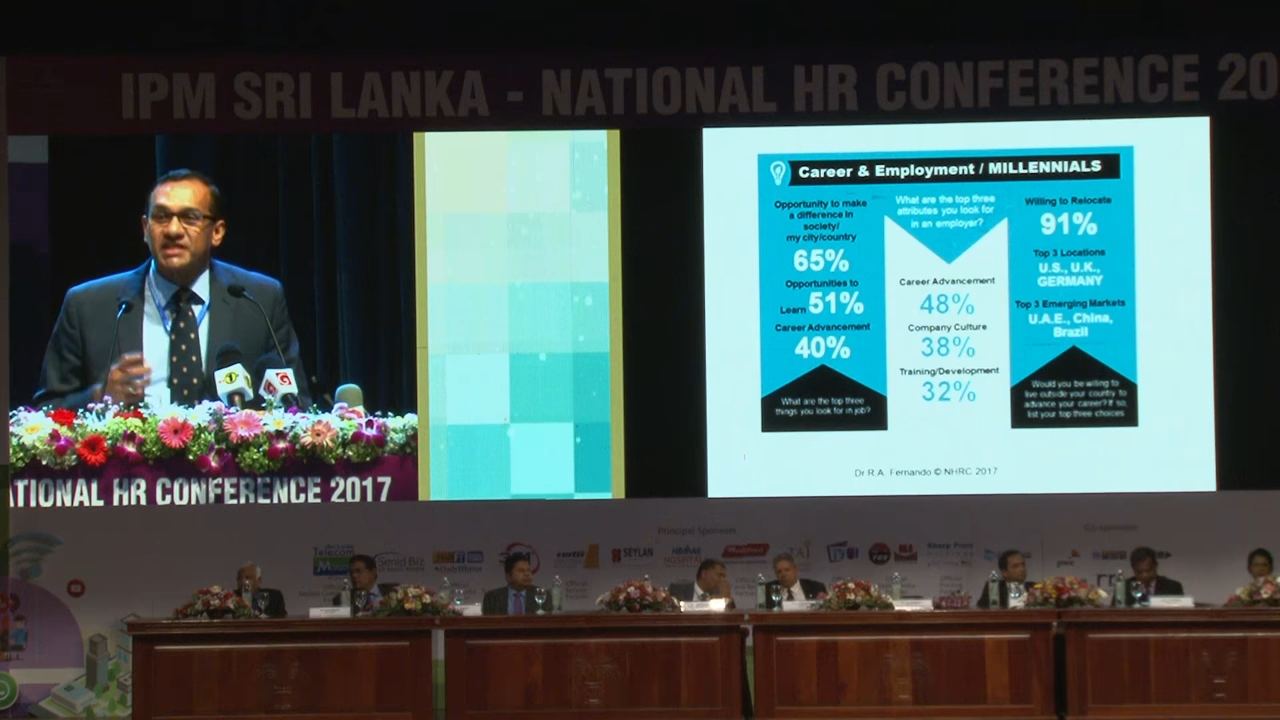 IPM SRI LANKA - NATIONAL HR CONFERENCE 20
ATIONAL HR CONFERENCE 2017
Career & Employment / MILLENNIALS
Opportunity to make
a difference in
society/
my city/country
65%
Opportunities to
Learn 51%
Career Advancement
40%
What are the top three
things you look for in job?
What are the top three
attributes you look for
in an employer?
Career Advancement
48%
Company Culture
38%
Training/Development
32%
Willing to Relocate
91%
Top 3 Locations
U.S., U.K.,
GERMANY
Top 3 Emerging Markets
U.A.E., China,
Brazil
Would you be willing to
live outside your country to
advance your career? If so,
list your top three choices
Dr R.A. Fernando © NHRC 2017
Principal Sponsors
Telecom
SEYLAN